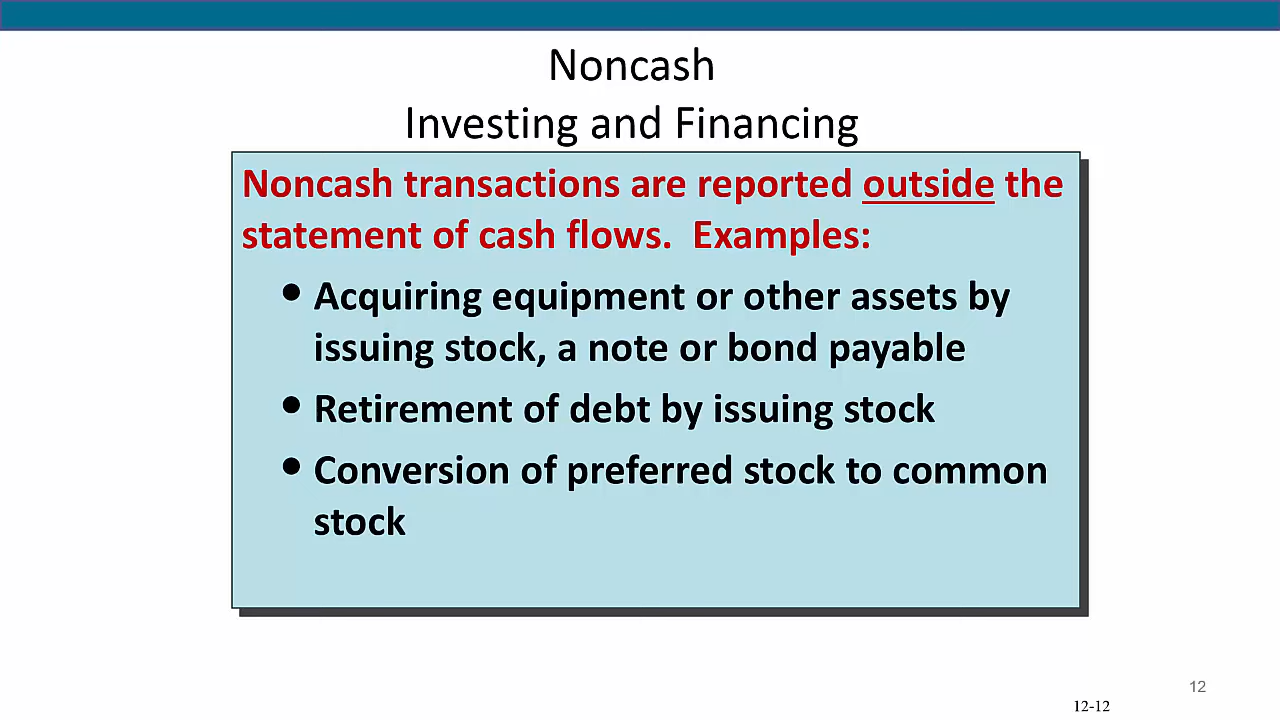 Noncash
Investing and Financing
Noncash transactions are reported outside the
statement of cash flows.  Examples:
• Acquiring equipment or other assets by
issuing stock, a note or bond payable
• Retirement of debt by issuing stock
• Conversion of preferred stock to common
stock
12
12-12